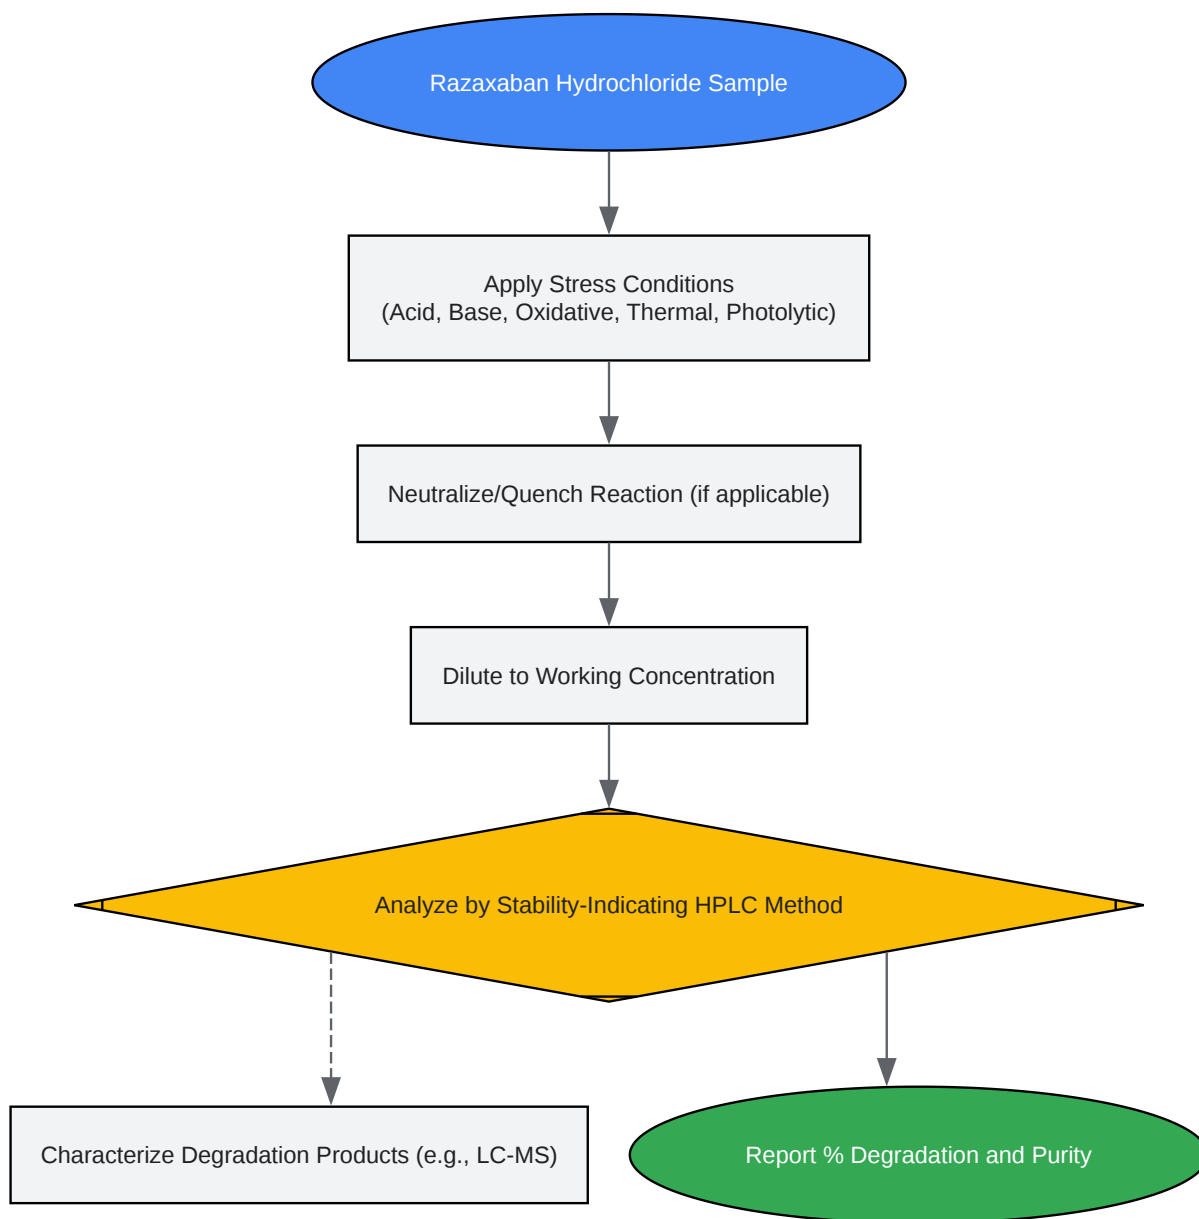 Razaxaban Hydrochloride Sample
Apply Stress Conditions
(Acid, Base, Oxidative, Thermal, Photolytic)
Neutralize/Quench Reaction (if applicable)
Dilute to Working Concentration
Analyze by Stability-Indicating HPLC Method
Characterize Degradation Products (e.g., LC-MS)
Report % Degradation and Purity